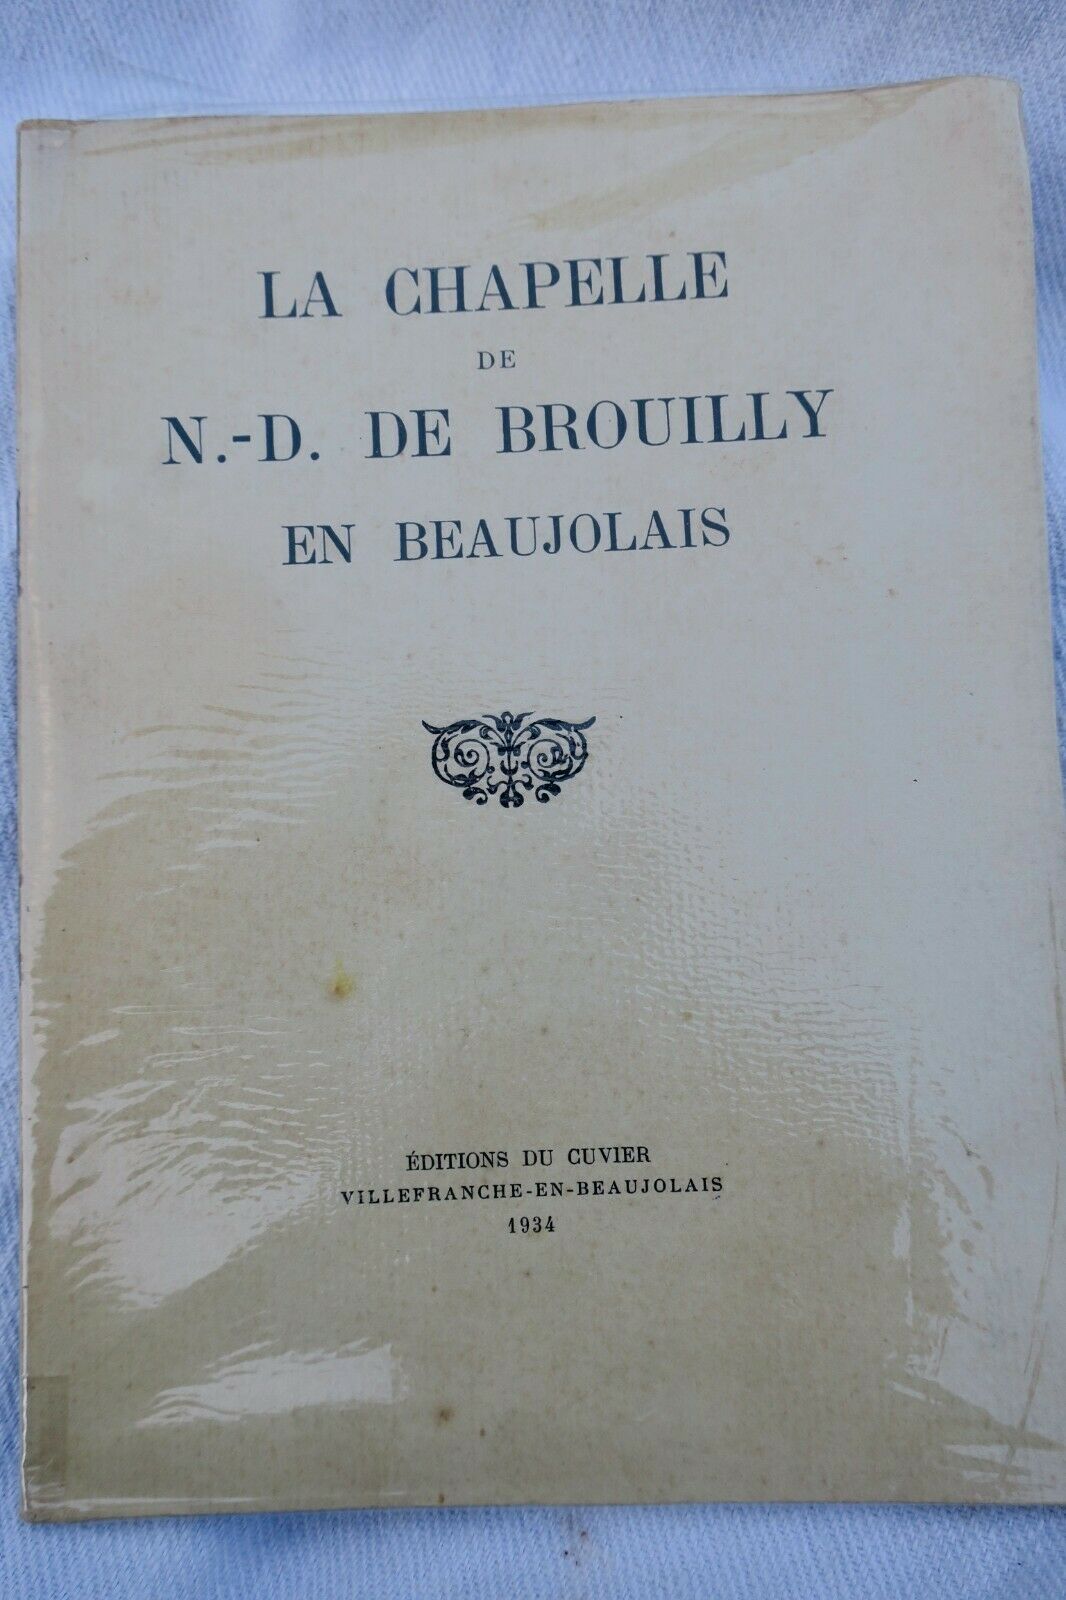 LA CHAPELLE
DE
N.-D. DE BROUILLY
EN BEAUJOLAIS
ÉDITIONS DU CUVIER
VILLEFRANCHE-EN-BEAUJOLAIS
1934